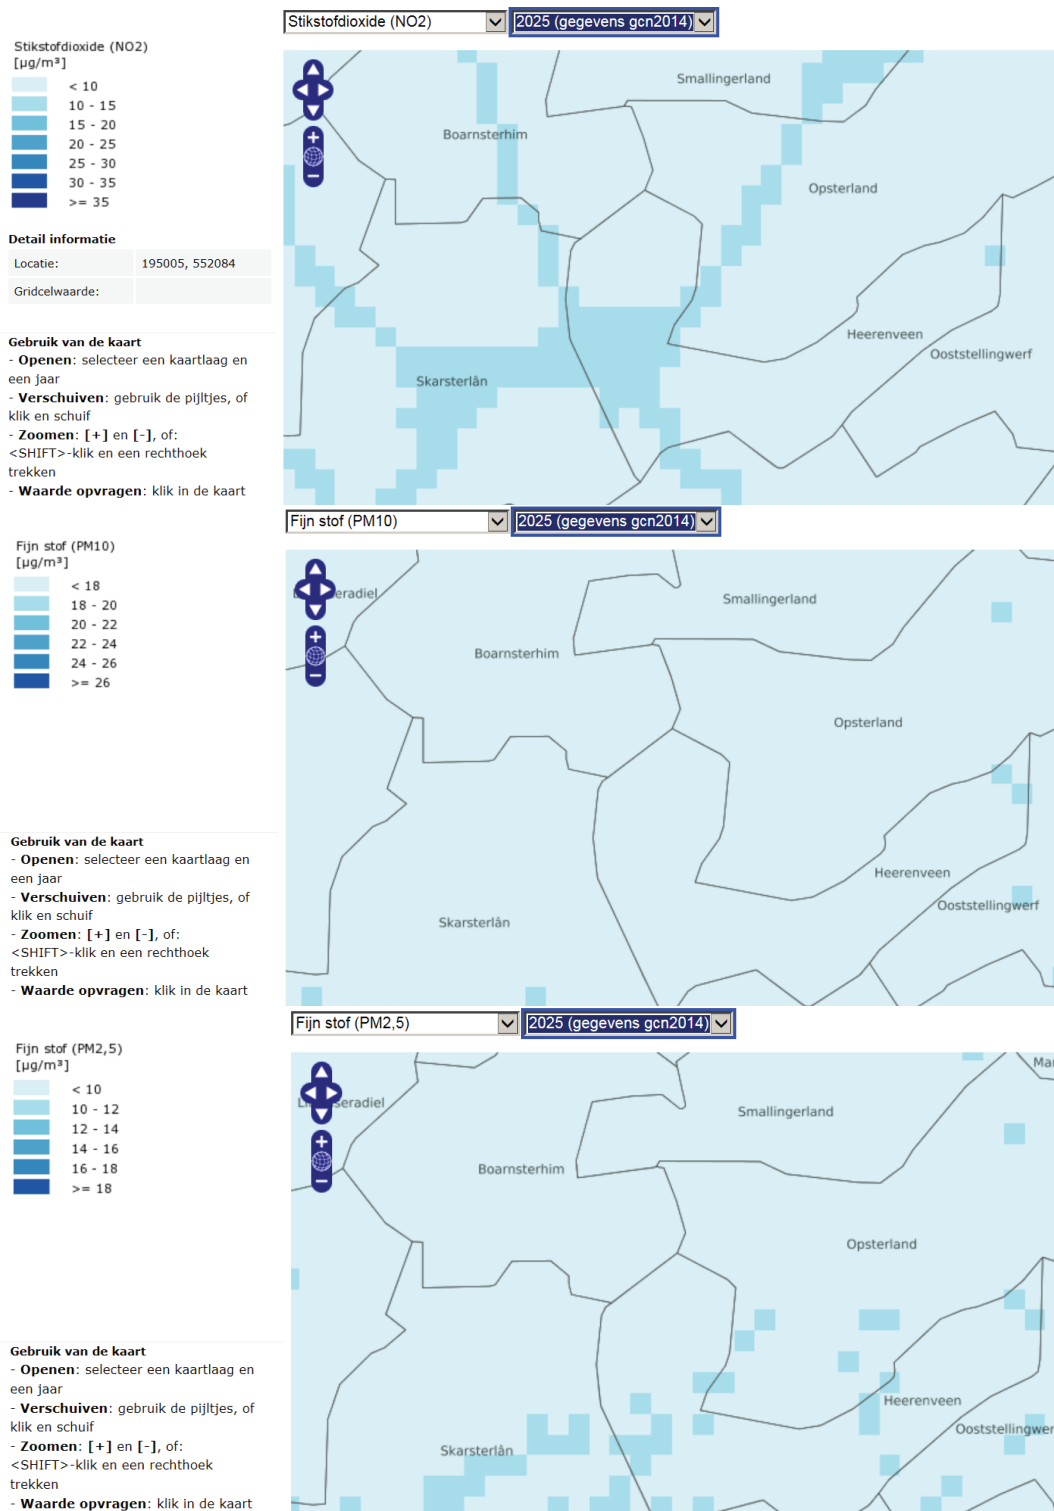 Stikstofdioxide (NO2) 2025 (gegevens gcn2014)
Stikstofdioxide (NO2)
[µg/m³]
< 10
10 - 15
15 - 20
20 - 25
25 - 30
30 - 35
>= 35
Detail informatie
Locatie: 195005, 552084
Gridcelwaarde:
Gebruik van de kaart
- Openen: selecteer een kaartlaag en
een jaar
- Verschuiven: gebruik de pijltjes, of
klik en schuif
- Zoomen: [+] en [-], of:
<SHIFT>-klik en een rechthoek
trekken
- Waarde opvragen: klik in de kaart
Smallingerland
Boarnsterhim
Opsterland
Heerenveen
Ooststellingwerf
Skarsterlân
Fijn stof (PM10) 2025 (gegevens gcn2014)
Fijn stof (PM10)
[µg/m³]
< 18
18 - 20
20 - 22
22 - 24
24 - 26
>= 26
Gebruik van de kaart
- Openen: selecteer een kaartlaag en
een jaar
- Verschuiven: gebruik de pijltjes, of
klik en schuif
- Zoomen: [+] en [-], of:
<SHIFT>-klik en een rechthoek
trekken
- Waarde opvragen: klik in de kaart
Smallingerland
Boarnsterhim
Opsterland
Heerenveen
Ooststellingwerf
Skarsterlân
Fijn stof (PM2,5) 2025 (gegevens gcn2014)
Fijn stof (PM2,5)
[µg/m³]
< 10
10 - 12
12 - 14
14 - 16
16 - 18
>= 18
Gebruik van de kaart
- Openen: selecteer een kaartlaag en
een jaar
- Verschuiven: gebruik de pijltjes, of
klik en schuif
- Zoomen: [+] en [-], of:
<SHIFT>-klik en een rechthoek
trekken
- Waarde opvragen: klik in de kaart
Mar
Smallingerland
Boarnsterhim
Opsterland
Heerenveen
Ooststellingwer
Skarsterlân